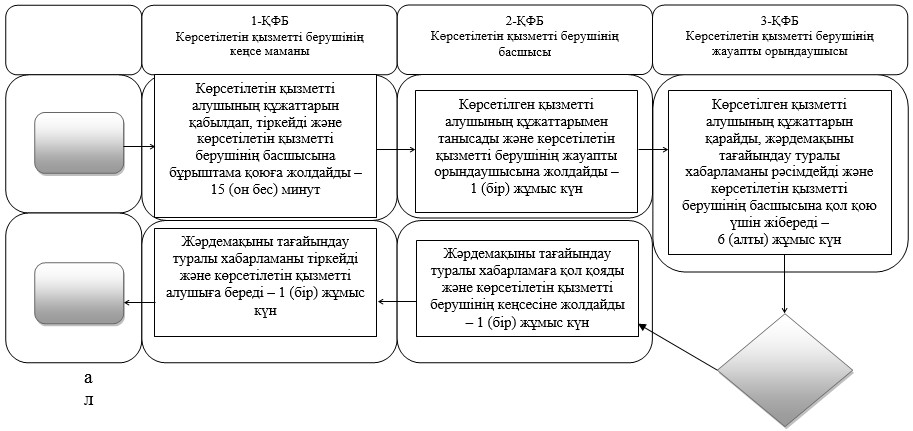 1-ҚФБ
Көрсетілетін қызметті берушінің
кеңсе маманы
2-ҚФБ
Көрсетілетін қызметті берушінің
басшысы
3-ҚФБ
Көрсетілетін қызметті берушінің
жауапты орындаушысы
Көрсетілетін қызметті
алушының құжаттарын
қабылдап, тіркейді және
көрсетілетін қызметті
берушінің басшысына
бұрыштама қоюға жолдайды –
15 (он бес) минут
Көрсетілген қызметті
алушының құжаттарымен
танысады және көрсетілетін
қызметті берушінің жауапты
орындаушысына жолдайды –
1 (бір) жұмыс күн
Көрсетілген қызметті
алушының құжаттарын
қарайды, жәрдемақыны
тағайындау туралы
хабарламаны рәсімдейді және
көрсетілетін қызметті
берушінің басшысына қол қою
үшін жібереді –
6 (алты) жұмыс күн
Жәрдемақыны тағайындау
туралы хабарламаны тіркейді
және көрсетілетін қызметті
алушыға береді – 1 (бір) жұмыс
күн
Жәрдемақыны тағайындау
туралы хабарламаға қол қояды
және көрсетілетін қызметті
берушінің кеңсесіне жолдайды
– 1 (бір) жұмыс күн
а
л